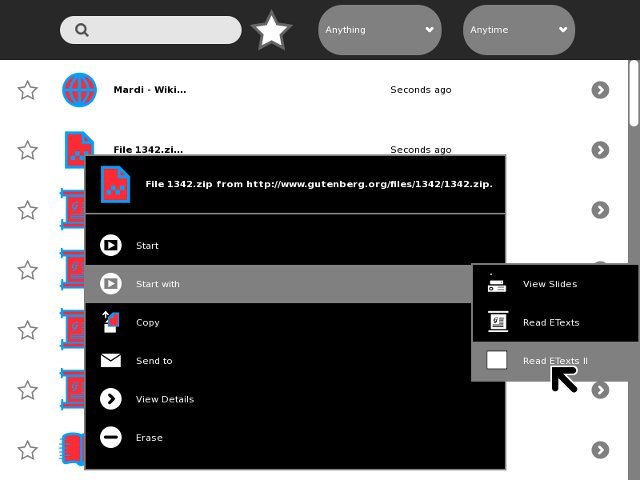 Anything
Anytime
Mardi - Wiki...
Seconds ago
File 1342.zi...
Seconds ago
File 1342.zip from http://www.gutenberg.org/files/1342/1342.zip.
Start
Start with
View Slides
Copy
Read ETexts
Send to
Read ETexts II
View Details
Erase